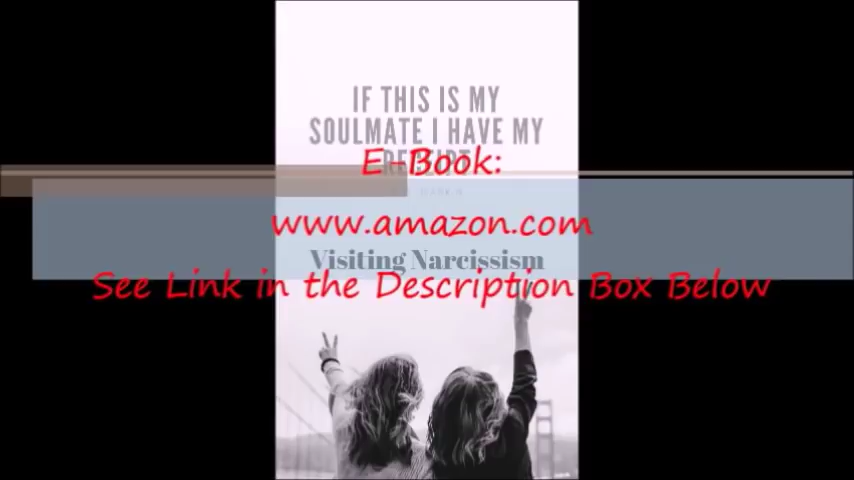 IF THIS IS MY
SOULMATE I HAVE MY
E-Book:
www.amazon.com
Visiting Narcissism
See Link in the Description Box Below